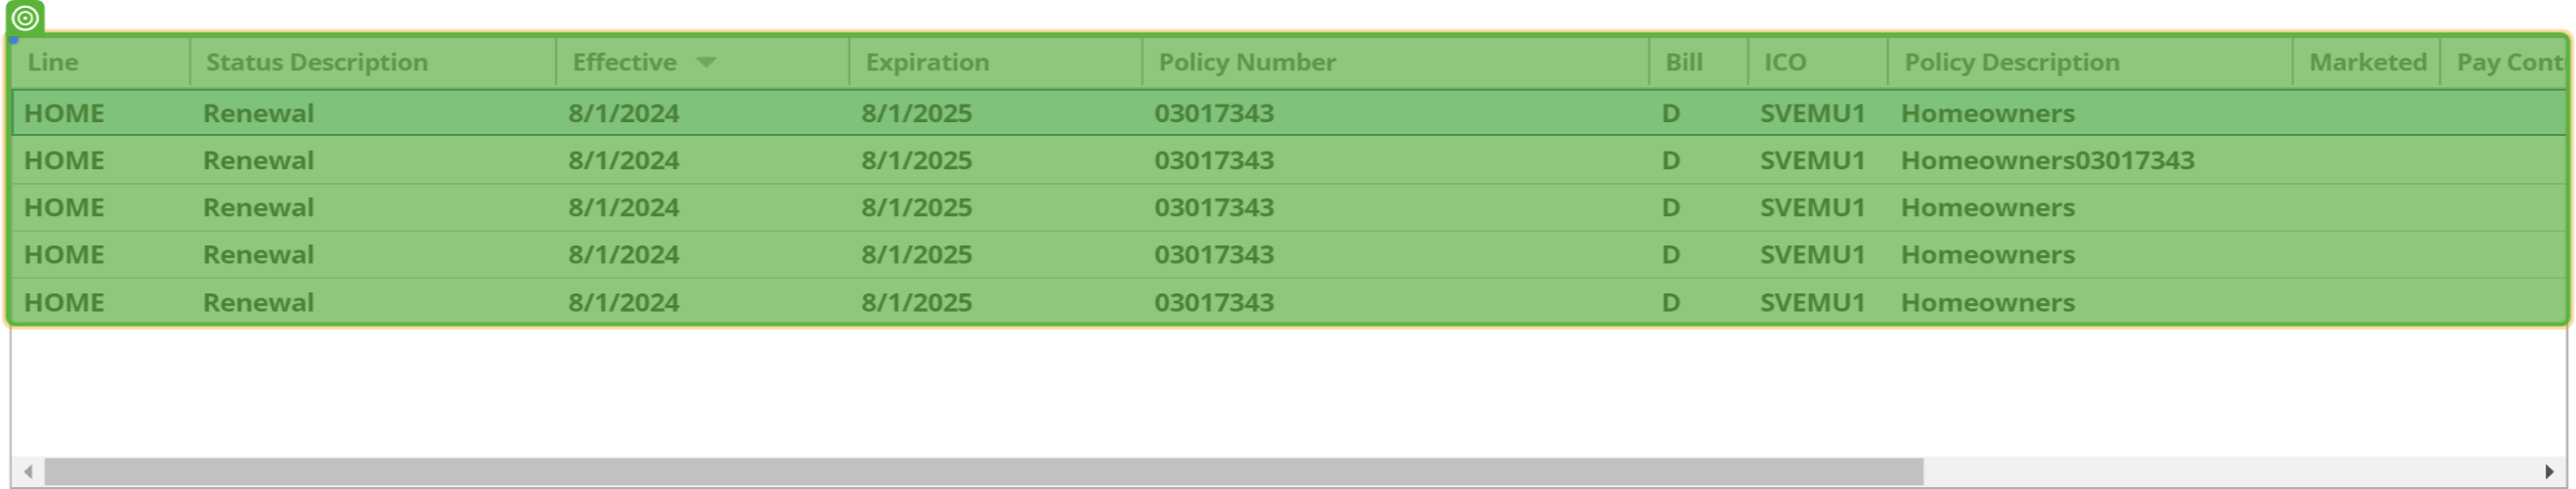 Line Status Description Effective Expiration Policy Number Bill ICO Policy Description Marketed Pay Cont
HOME Renewal 8/1/2024 8/1/2025 03017343 D SVEMU1 Homeowners
HOME Renewal 8/1/2024 8/1/2025 03017343 D SVEMU1 Homeowners03017343
HOME Renewal 8/1/2024 8/1/2025 03017343 D SVEMU1 Homeowners
HOME Renewal 8/1/2024 8/1/2025 03017343 D SVEMU1 Homeowners
HOME Renewal 8/1/2024 8/1/2025 03017343 D SVEMU1 Homeowners